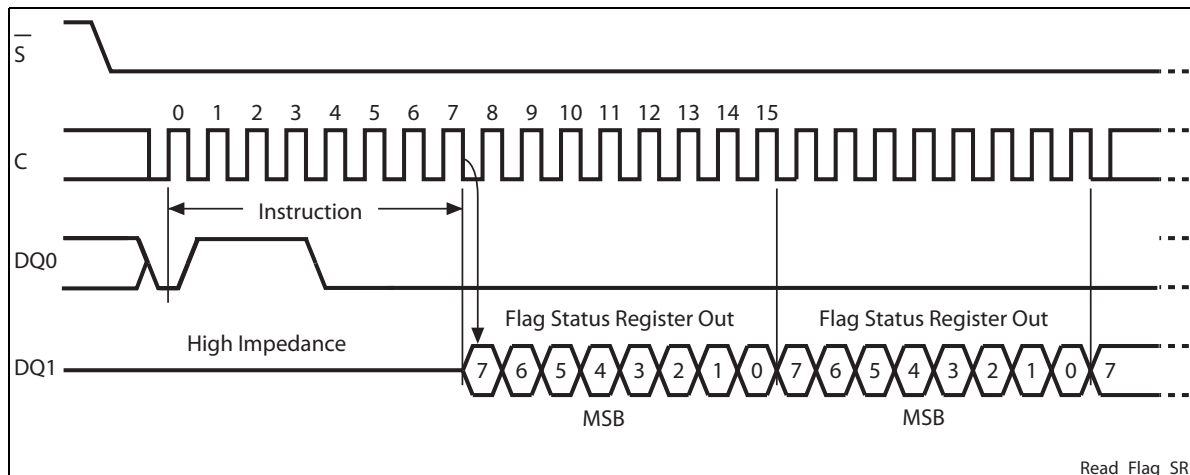 S
0 1 2 3 4 5 6 7 8 9 10 11 12 13 14 15
C
Instruction
DQ0
Flag Status Register Out Flag Status Register Out
High Impedance
DQ1 7 6 5 4 3 2 1 0 7 6 5 4 3 2 1 0 7
MSB MSB
Read_Flag_SR